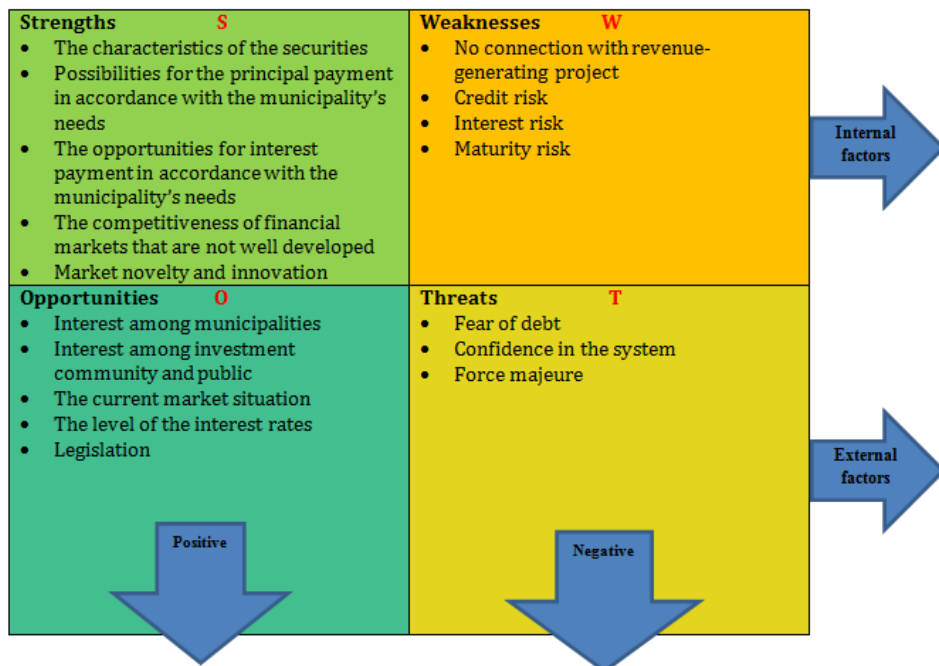 Strengths S
• The characteristics of the securities
• Possibilities for the principal payment
in accordance with the municipality's
needs
• The opportunities for interest
payment in accordance with the
municipality's needs
• The competitiveness of financial
markets that are not well developed
• Market novelty and innovation
Weaknesses W
• No connection with revenue-
generating project
• Credit risk
• Interest risk
• Maturity risk
Internal
factors
Opportunities O
• Interest among municipalities
• Interest among investment
community and public
• The current market situation
• The level of the interest rates
• Legislation
Threats T
• Fear of debt
• Confidence in the system
• Force majeure
External
factors
Positive
Negative